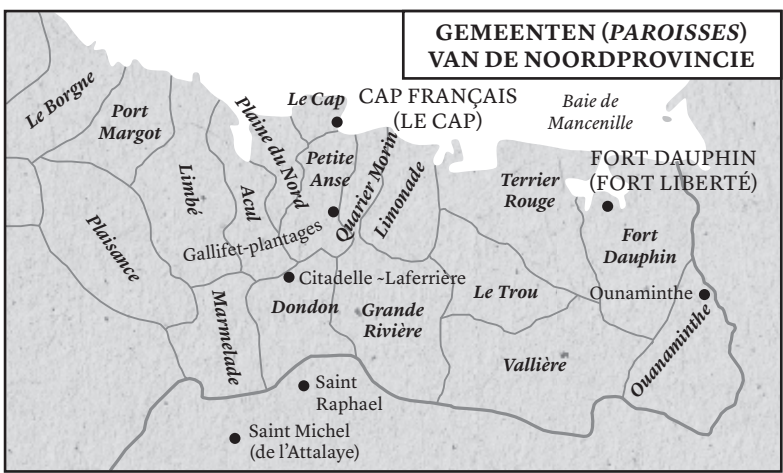 GEMEENTEN (PAROISSES)
VAN DE NOORDPROVINCIE
Le Borgne
Port
Margot
Le Cap
CAP FRANÇAIS
(LE CAP)
Baie de
Mancenille
Plaine du Nord
Petite
Anse
Quarier Morin
Limonade
Terrier
Rouge
FORT DAUPHIN
(FORT LIBERTÉ)
Limbé
Acul
Plaisance
Gallifet-plantages
Fort
Dauphin
Citadelle ~Laferrière
Marmelade
Dondon
Grande
Rivière
Le Trou
Ounaminthe
Vallière
Ouanaminthe
Saint
Raphael
Saint Michel
(de l'Attalaye)